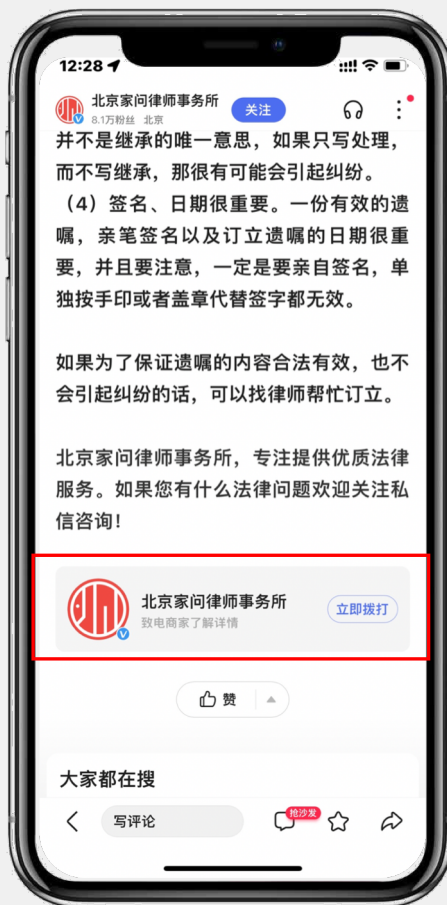 12:28
北京家问律师事务所
8.1万粉丝 北京
关注
并不是继承的唯一意思，如果只写处理，
而不写继承，那很有可能会引起纠纷。
（4）签名、日期很重要。一份有效的遗
嘱，亲笔签名以及订立遗嘱的日期很重
要，并且要注意，一定是要亲自签名，单
独按手印或者盖章代替签字都无效。
如果为了保证遗嘱的内容合法有效，也不
会引起纠纷的话，可以找律师帮忙订立。
北京家问律师事务所，专注提供优质法律
服务。如果您有什么法律问题欢迎关注私
信咨询！
北京家问律师事务所
致电商家了解详情
立即拨打
赞
大家都在搜
写评论
抢沙发